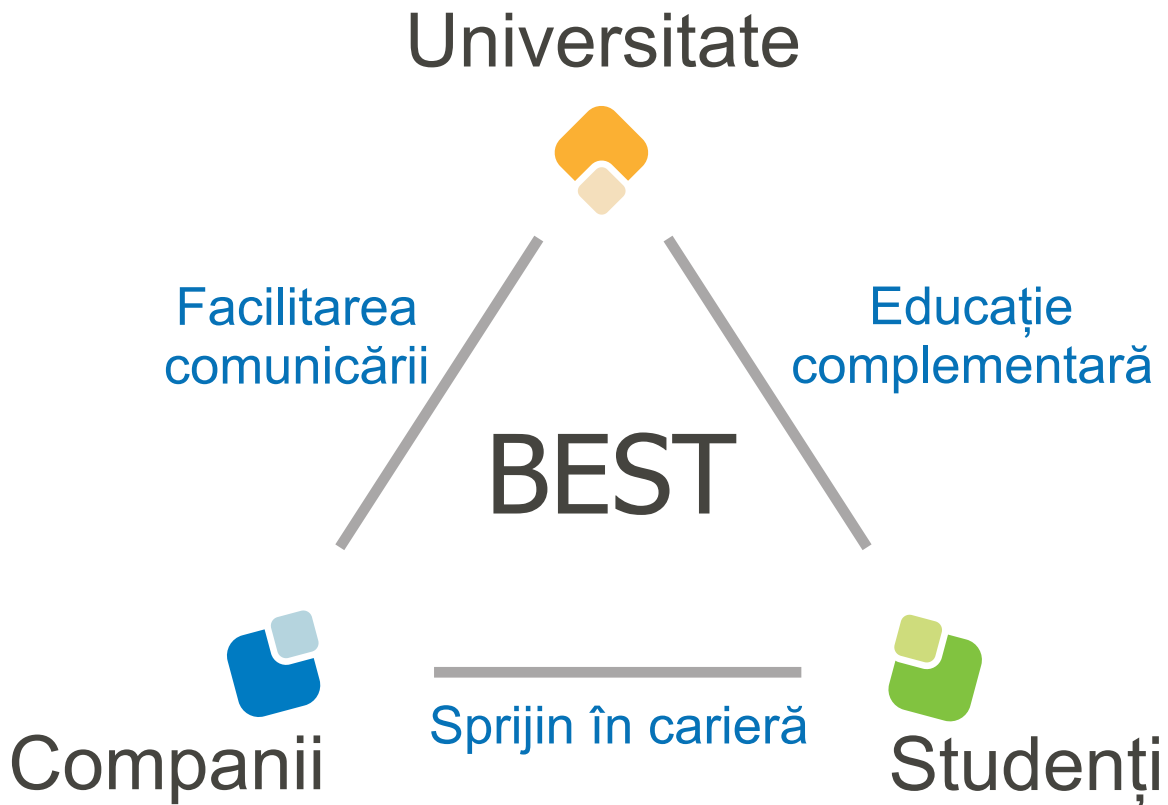 Universitate
Facilitarea
comunicării
Educație
complementară
BEST
Sprijin în carieră
Companii
Studenți